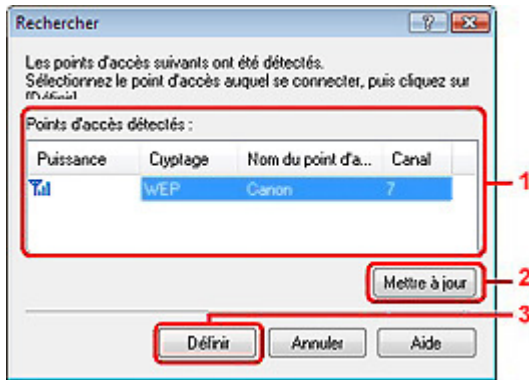 Rechercher
Les points d'accès suivants ont été détectés.
Sélectionnez le point d'accès auquel se connecter, puis cliquez sur
[Définir]
Points d'accès détectés :
Puissance Cryptage Nom du point d'a... Canal
WEP Canon 7
1
Mettre à jour 2
3
Définir Annuler Aide